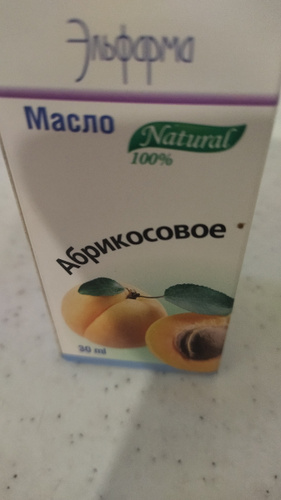 Эльфарма
Масло
Natural
100%
Абрикосовое
30 ml